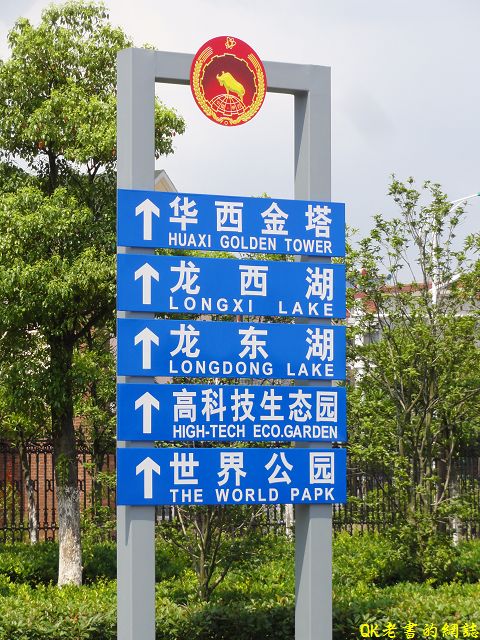 华西金塔
HUAXI GOLDEN TOWER
龙西湖
LONGXI LAKE
龙东湖
LONGDONG LAKE
高科技生态园
HIGH-TECH ECO.GARDEN
世界公园
THE WORLD PAPK
QK老書的網誌